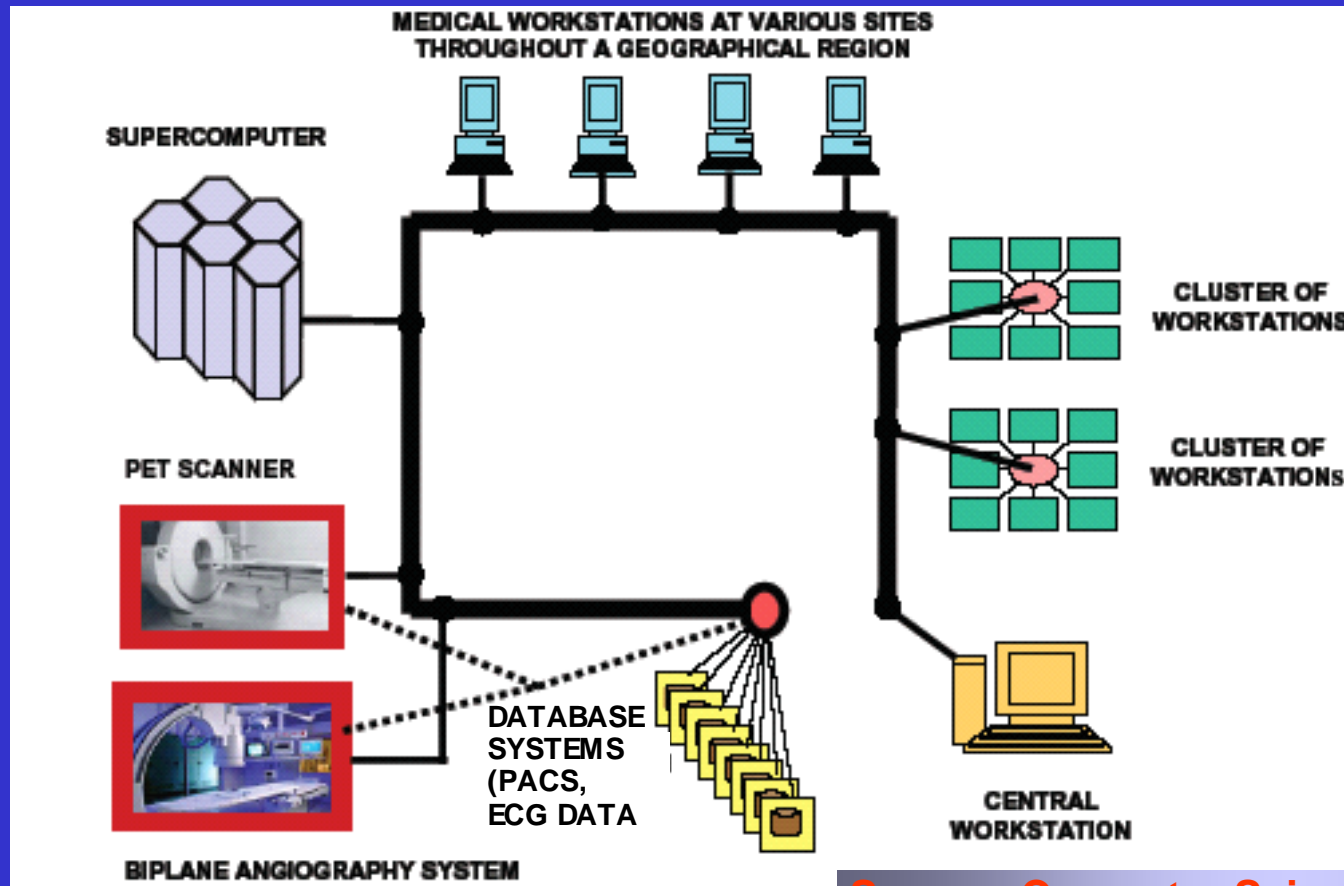 MEDICAL WORKSTATIONS AT VARIOUS SITES
THROUGHOUT A GEOGRAPHICAL REGION
SUPERCOMPUTER
CLUSTER OF
WORKSTATIONS
CLUSTER OF
WORKSTATIONs
PET SCANNER
DATABASE
SYSTEMS
(PACS,
ECG DATA
CENTRAL
WORKSTATION
BIPLANE ANGIOGRAPHY SYSTEM